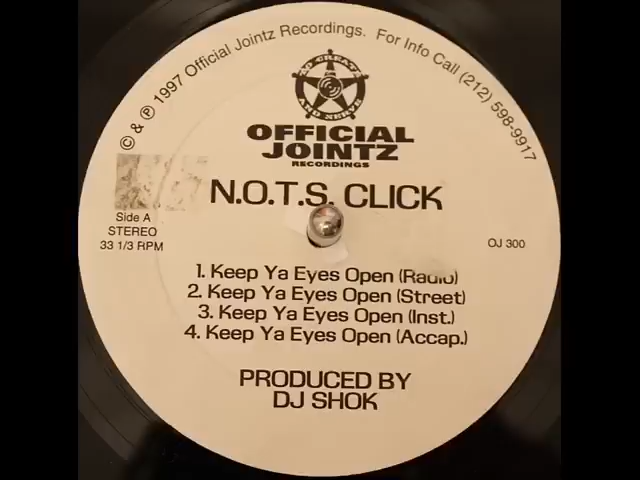 © & ℗ 1997 Official Jointz Recordings. For Info Call (212) 598-9917
OFFICIAL
JOINTZ
RECORDINGS
N.O.T.S. CLICK
Side A
STEREO
33 1/3 RPM
OJ 300
1. Keep Ya Eyes Open (Radio)
2. Keep Ya Eyes Open (Street)
3. Keep Ya Eyes Open (Inst.)
4. Keep Ya Eyes Open (Accap.)
PRODUCED BY
DJ SHOK